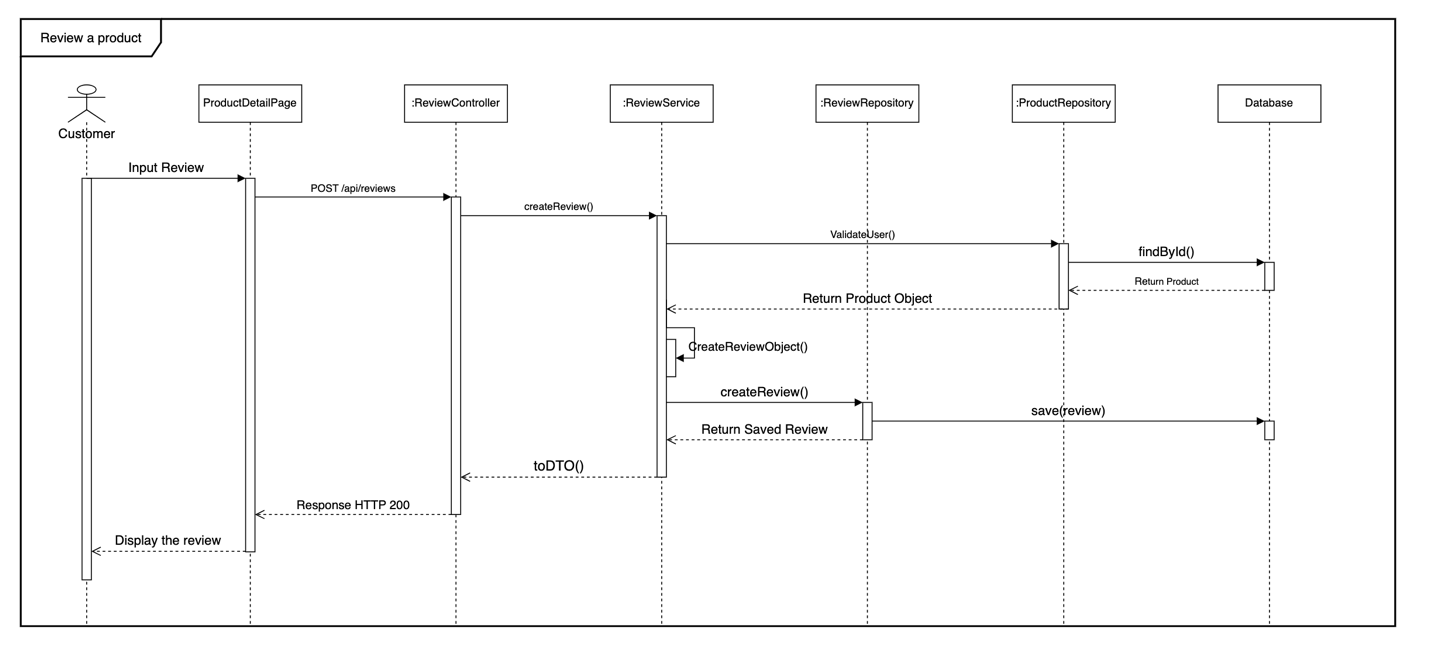 Review a product
ProductDetailPage
:ReviewController
:ReviewService
:ReviewRepository
:ProductRepository
Database
Customer
Input Review
POST /api/reviews
createReview()
ValidateUser()
findById()
Return Product
Return Product Object
CreateReviewObject()
createReview()
save(review)
Return Saved Review
toDTO()
Response HTTP 200
Display the review